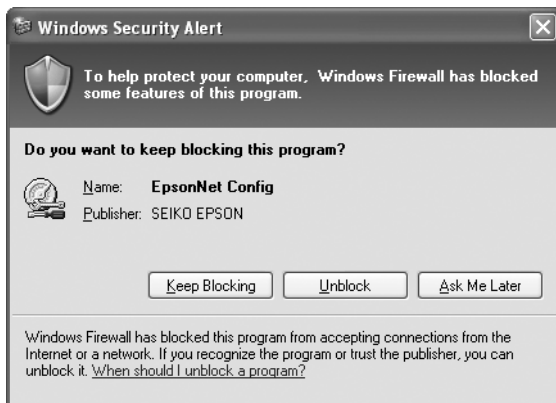 Windows Security Alert
To help protect your computer, Windows Firewall has blocked
some features of this program.
Do you want to keep blocking this program?
Name: EpsonNet Config
Publisher: SEIKO EPSON
Keep Blocking Unblock Ask Me Later
Windows Firewall has blocked this program from accepting connections from the
Internet or a network. If you recognize the program or trust the publisher, you can
unblock it. When should I unblock a program?